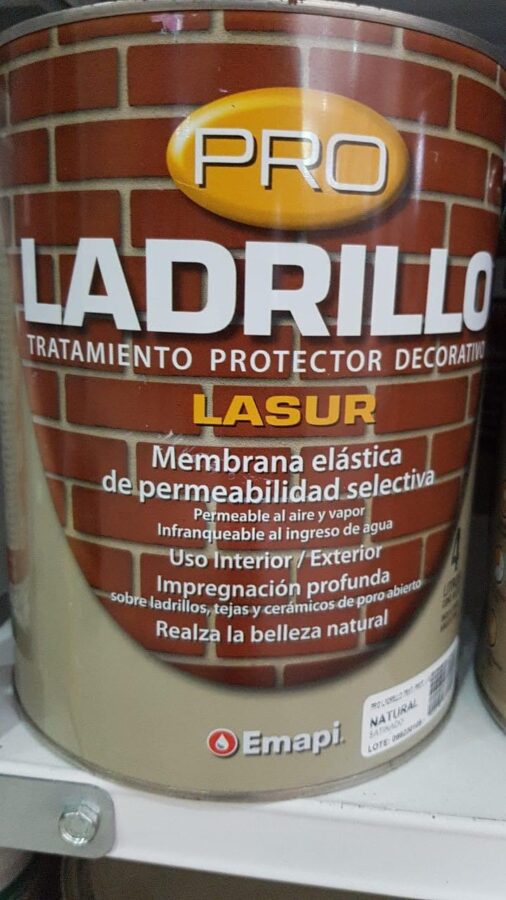 PRO
LADRILLO
TRATAMIENTO PROTECTOR DECORATIVO
LASUR
Membrana elástica
de permeabilidad selectiva
Permeable al aire y vapor
Infranqueable al ingreso de agua
Uso Interior / Exterior
Impregnación profunda
sobre ladrillos, tejas y cerámicos de poro abierto
Realza la belleza natural
4
NATURAL
SATINADO
LOTE:
Emapi